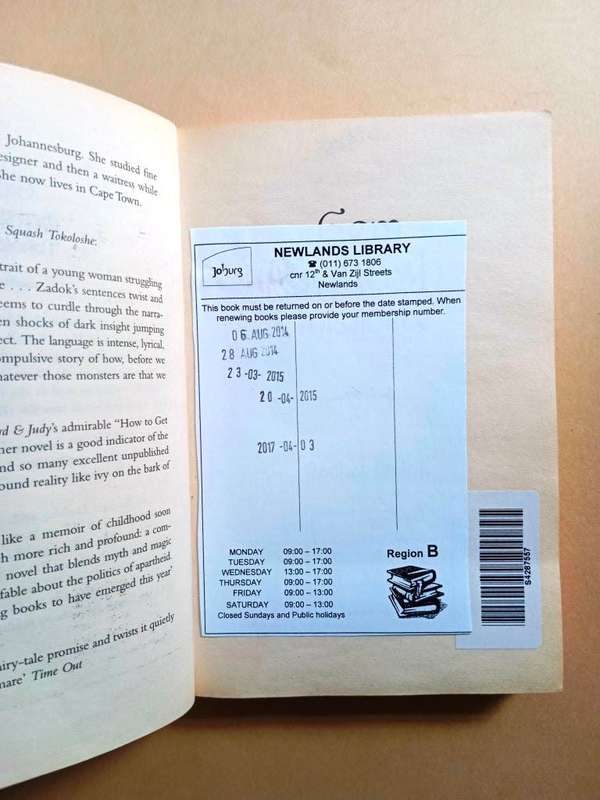 Johannesburg. She studied fine
esigner and then a waitress while
She now lives in Cape Town.
Squash Tokoloshe:
trait of a young woman struggling
e . . . Zadok's sentences twist and
eems to curdle through the narra-
en shocks of dark insight jumping
ect. The language is intense, lyrical,
ompulsive story of how, before we
hatever those monsters are that we
rd & Judy's admirable "How to Get
her novel is a good indicator of the
nd so many excellent unpublished
ound reality like ivy on the bark of
like a memoir of childhood soon
h more rich and profound: a com-
novel that blends myth and magic
fable about the politics of apartheid.
ng books to have emerged this year'
airy-tale promise and twists it quietly
mare' Time Out
joburg
NEWLANDS LIBRARY
☎ (011) 673 1806
cnr 12th & Van Zijl Streets
Newlands
This book must be returned on or before the date stamped. When
renewing books please provide your membership number.
06 AUG 2014
28 AUG 2014
23 -03- 2015
20 -04- 2015
2017 -04- 03
MONDAY 09:00 – 17:00
TUESDAY 09:00 – 17:00
WEDNESDAY 13:00 – 17:00
THURSDAY 09:00 – 17:00
FRIDAY 09:00 – 13:00
SATURDAY 09:00 – 13:00
Closed Sundays and Public holidays
Region B
54287557